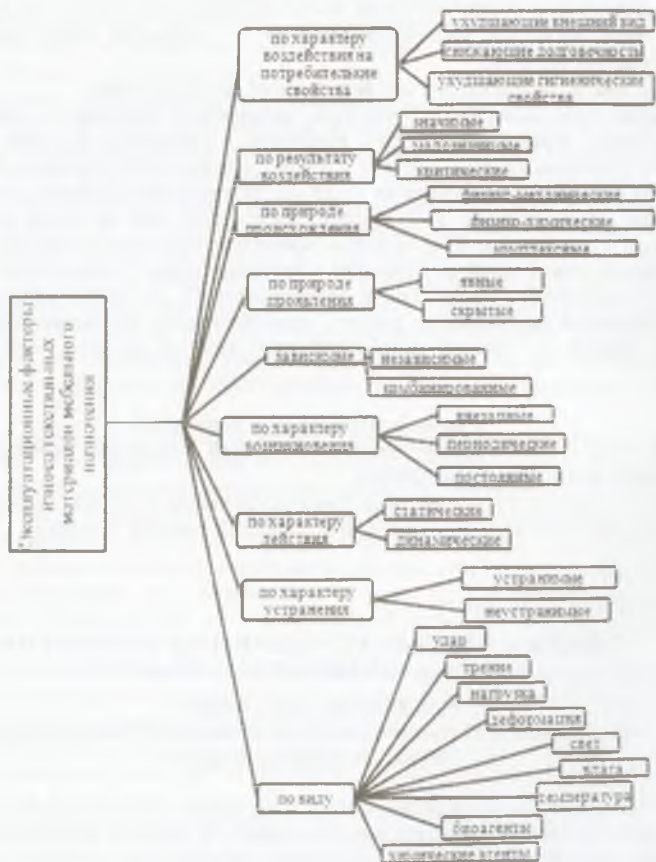 Эксплуатационные факторы
износа текстильных
материалов мебельного
назначения
по характеру
воздействия на
потребительские
свойства
ухудшающие внешний вид
снижающие долговечность
ухудшающие гигиенические
свойства
по результату
воздействия
значимые
малозначимые
критические
по природе
происхождения
физико-механические
физико-химические
комплексные
по природе
проявления
явные
скрытые
зависимые
независимые
комбинированные
по характеру
возникновения
внезапные
периодические
постоянные
по характеру
действия
статические
динамические
по характеру
устранения
устранимые
неустранимые
по виду
удар
трение
нагрузка
деформация
свет
влага
температура
биоагенты
химические агенты